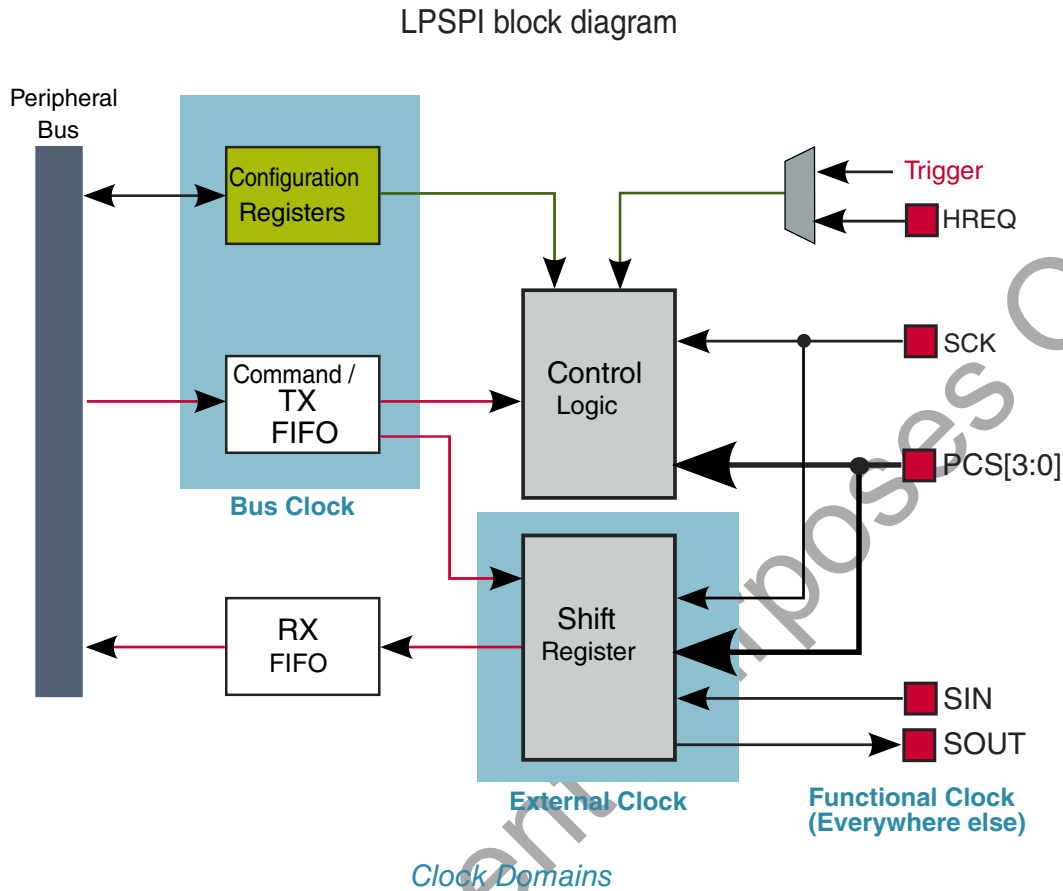 LPSPI block diagram
Peripheral
Bus
Configuration
Registers
Trigger
HREQ
Command /
TX
FIFO
Control
Logic
SCK
PCS[3:0]
Bus Clock
RX
FIFO
Shift
Register
SIN
SOUT
External Clock
Functional Clock
(Everywhere else)
Clock Domains